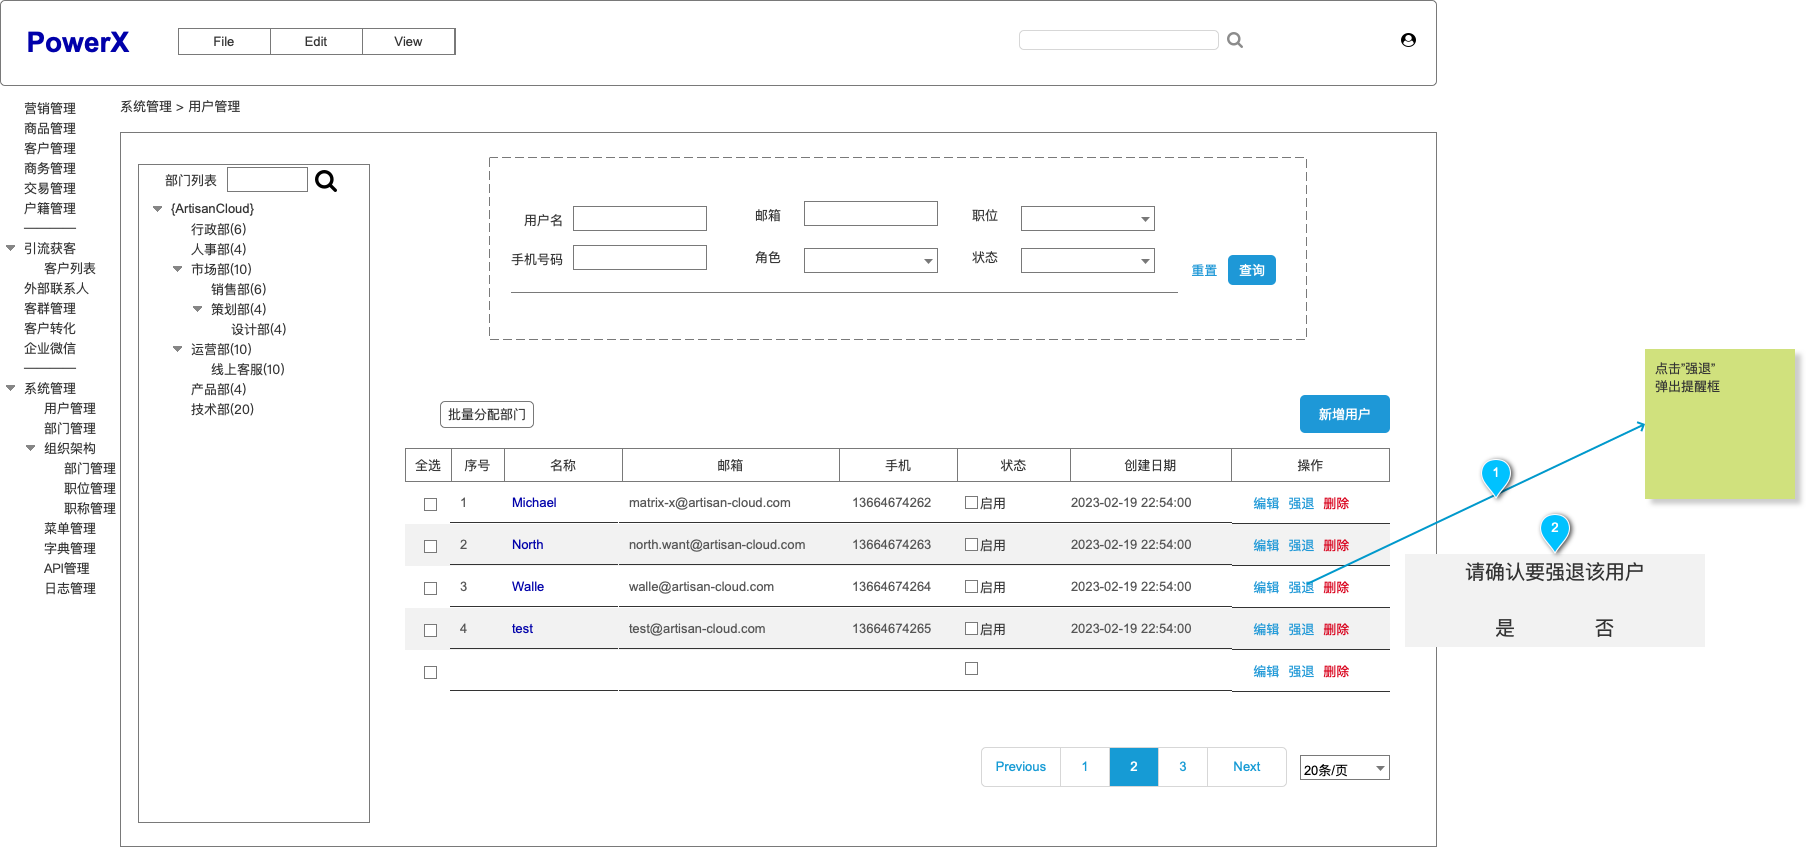 PowerX
File
Edit
View
营销管理
商品管理
客户管理
商务管理
交易管理
户籍管理
引流获客
客户列表
外部联系人
客群管理
客户转化
企业微信
系统管理
用户管理
部门管理
组织架构
部门管理
职位管理
职称管理
菜单管理
字典管理
API管理
日志管理
系统管理 > 用户管理
部门列表
{ArtisanCloud}
行政部(6)
人事部(4)
市场部(10)
销售部(6)
策划部(4)
设计部(4)
运营部(10)
线上客服(10)
产品部(4)
技术部(20)
用户名
邮箱
职位
手机号码
角色
状态
重置
查询
批量分配部门
新增用户
全选 序号 名称 邮箱 手机 状态 创建日期 操作
1 Michael matrix-x@artisan-cloud.com 13664674262 启用 2023-02-19 22:54:00 编辑 强退 删除
2 North north.want@artisan-cloud.com 13664674263 启用 2023-02-19 22:54:00 编辑 强退 删除
3 Walle walle@artisan-cloud.com 13664674264 启用 2023-02-19 22:54:00 编辑 强退 删除
4 test test@artisan-cloud.com 13664674265 启用 2023-02-19 22:54:00 编辑 强退 删除
编辑 强退 删除
Previous 1 2 3 Next
20条/页
点击"强退"
弹出提醒框
1
2
请确认要强退该用户
是 否